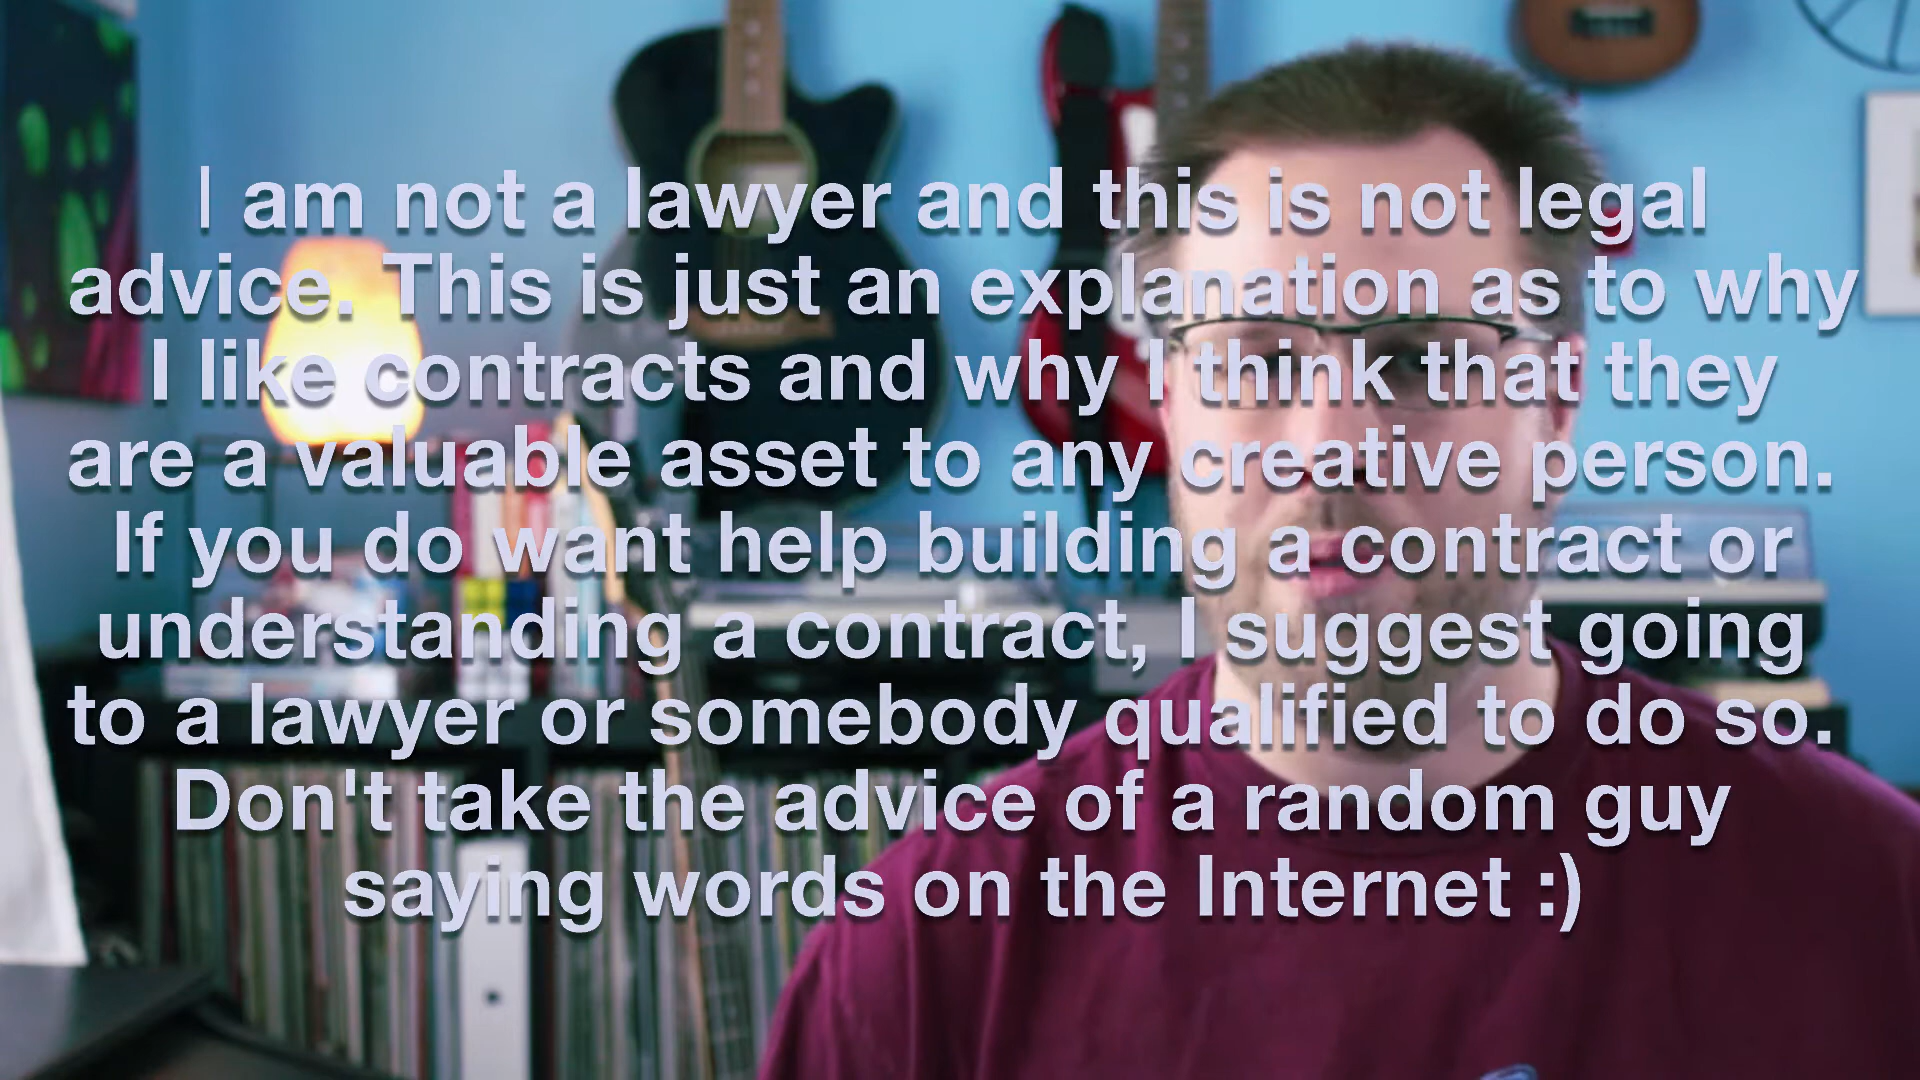 I am not a lawyer and this is not legal
advice. This is just an explanation as to why
I like contracts and why I think that they
are a valuable asset to any creative person.
If you do want help building a contract or
understanding a contract, I suggest going
to a lawyer or somebody qualified to do so.
Don't take the advice of a random guy
saying words on the Internet :)